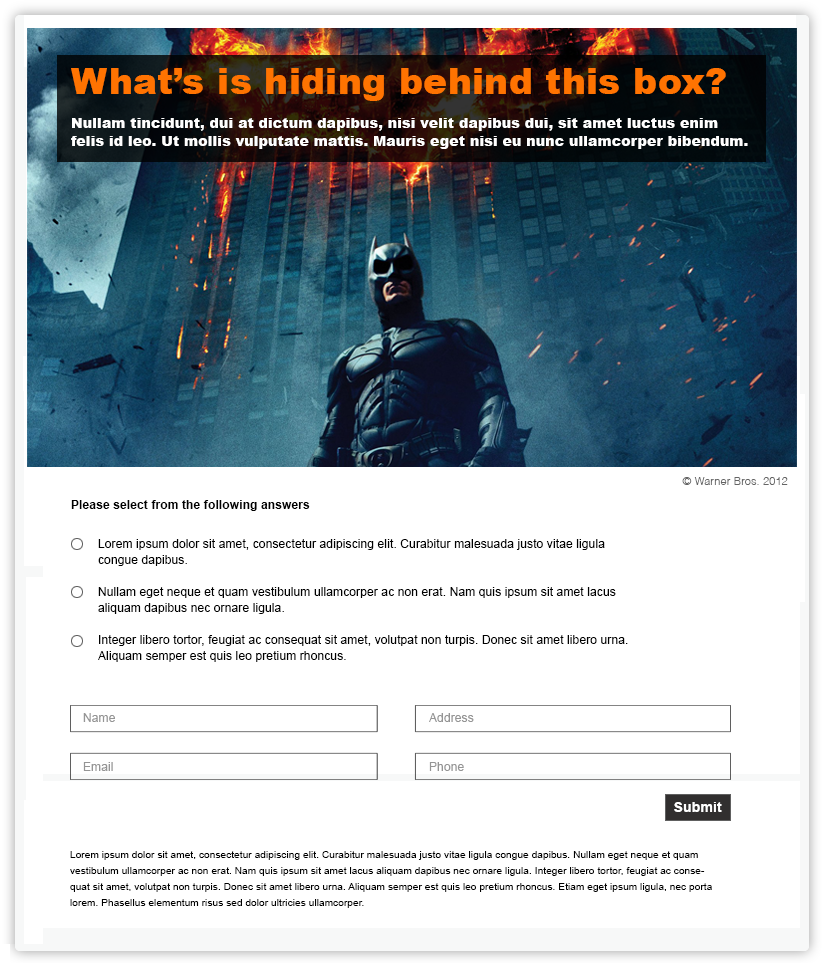 What's is hiding behind this box?
Nullam tincidunt, dui at dictum dapibus, nisi velit dapibus dui, sit amet luctus enim
felis id leo. Ut mollis vulputate mattis. Mauris eget nisi eu nunc ullamcorper bibendum.
© Warner Bros. 2012
Please select from the following answers
Lorem ipsum dolor sit amet, consectetur adipiscing elit. Curabitur malesuada justo vitae ligula
congue dapibus.
Nullam eget neque et quam vestibulum ullamcorper ac non erat. Nam quis ipsum sit amet lacus
aliquam dapibus nec ornare ligula.
Integer libero tortor, feugiat ac consequat sit amet, volutpat non turpis. Donec sit amet libero urna.
Aliquam semper est quis leo pretium rhoncus.
Name
Address
Email
Phone
Submit
Lorem ipsum dolor sit amet, consectetur adipiscing elit. Curabitur malesuada justo vitae ligula congue dapibus. Nullam eget neque et quam
vestibulum ullamcorper ac non erat. Nam quis ipsum sit amet lacus aliquam dapibus nec ornare ligula. Integer libero tortor, feugiat ac conse-
quat sit amet, volutpat non turpis. Donec sit amet libero urna. Aliquam semper est quis leo pretium rhoncus. Etiam eget ipsum ligula, nec porta
lorem. Phasellus elementum risus sed dolor ultricies ullamcorper.